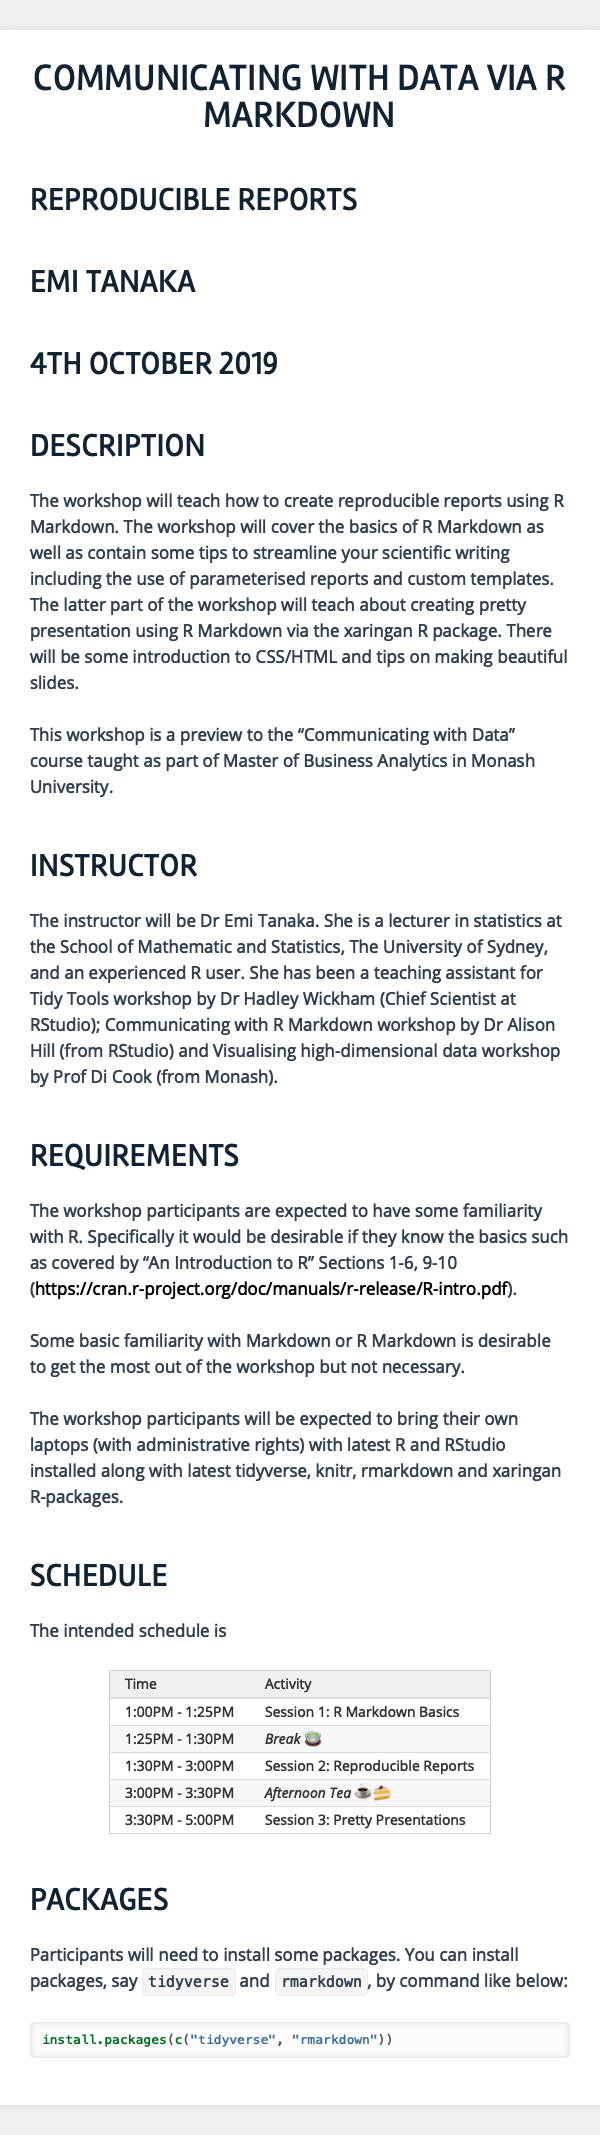 COMMUNICATING WITH DATA VIA R
MARKDOWN
REPRODUCIBLE REPORTS
EMI TANAKA
4TH OCTOBER 2019
DESCRIPTION
The workshop will teach how to create reproducible reports using R
Markdown. The workshop will cover the basics of R Markdown as
well as contain some tips to streamline your scientific writing
including the use of parameterised reports and custom templates.
The latter part of the workshop will teach about creating pretty
presentation using R Markdown via the xaringan R package. There
will be some introduction to CSS/HTML and tips on making beautiful
slides.
This workshop is a preview to the “Communicating with Data”
course taught as part of Master of Business Analytics in Monash
University.
INSTRUCTOR
The instructor will be Dr Emi Tanaka. She is a lecturer in statistics at
the School of Mathematic and Statistics, The University of Sydney,
and an experienced R user. She has been a teaching assistant for
Tidy Tools workshop by Dr Hadley Wickham (Chief Scientist at
RStudio); Communicating with R Markdown workshop by Dr Alison
Hill (from RStudio) and Visualising high-dimensional data workshop
by Prof Di Cook (from Monash).
REQUIREMENTS
The workshop participants are expected to have some familiarity
with R. Specifically it would be desirable if they know the basics such
as covered by “An Introduction to R” Sections 1-6, 9-10
(https://cran.r-project.org/doc/manuals/r-release/R-intro.pdf).
Some basic familiarity with Markdown or R Markdown is desirable
to get the most out of the workshop but not necessary.
The workshop participants will be expected to bring their own
laptops (with administrative rights) with latest R and RStudio
installed along with latest tidyverse, knitr, rmarkdown and xaringan
R-packages.
SCHEDULE
The intended schedule is
Time Activity
1:00PM - 1:25PM Session 1: R Markdown Basics
1:25PM - 1:30PM Break 🍵
1:30PM - 3:00PM Session 2: Reproducible Reports
3:00PM - 3:30PM Afternoon Tea ☕🍰
3:30PM - 5:00PM Session 3: Pretty Presentations
PACKAGES
Participants will need to install some packages. You can install
packages, say tidyverse and rmarkdown, by command like below:
install.packages(c("tidyverse", "rmarkdown"))